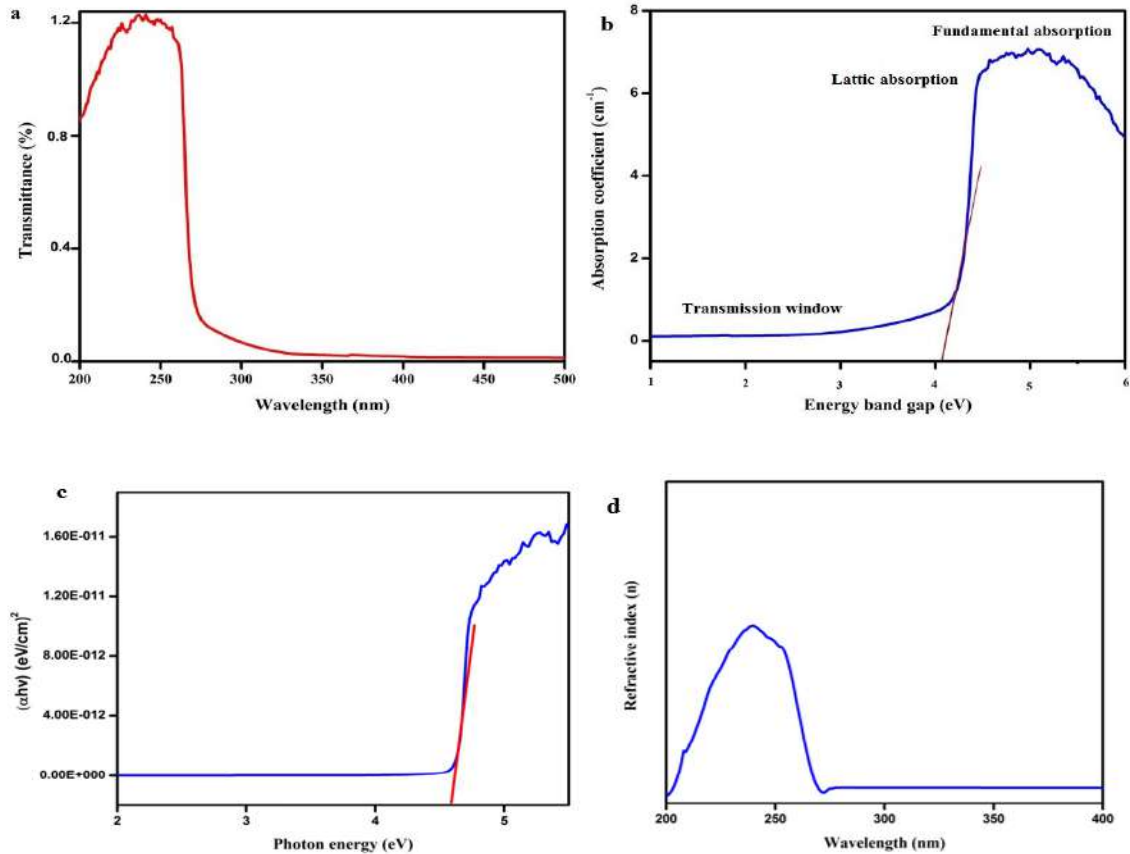 a
1.2
0.8
0.4
0.0
Transmittance (%)
200 250 300 350 400 450 500
Wavelength (nm)
b
Fundamental absorption
Lattic absorption
Transmission window
8
6
4
2
0
Absorption coefficient (cm⁻¹)
1 2 3 4 5 6
Energy band gap (eV)
c
1.60E-011
1.20E-011
8.00E-012
4.00E-012
0.00E+000
(αhν) (eV/cm)²
2 3 4 5
Photon energy (eV)
d
Refractive index (n)
200 250 300 350 400
Wavelength (nm)